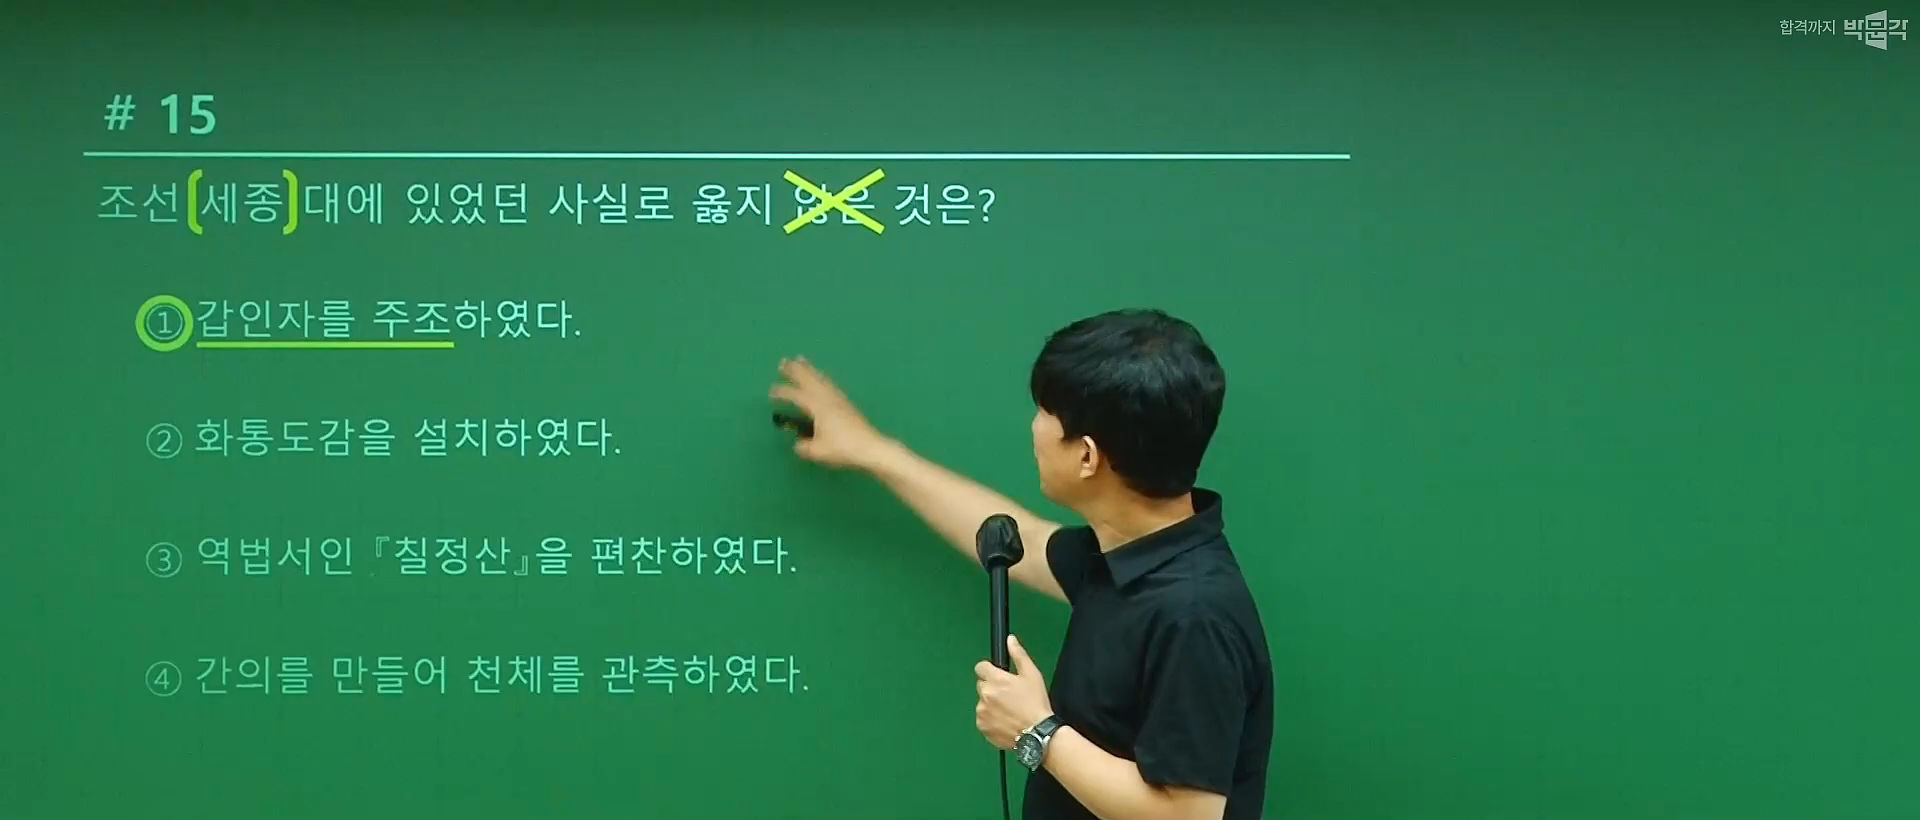 합격까지 박문각
# 15
조선 세종 대에 있었던 사실로 옳지 않은 것은?
① 갑인자를 주조하였다.
② 화통도감을 설치하였다.
③ 역법서인 『칠정산』을 편찬하였다.
④ 간의를 만들어 천체를 관측하였다.